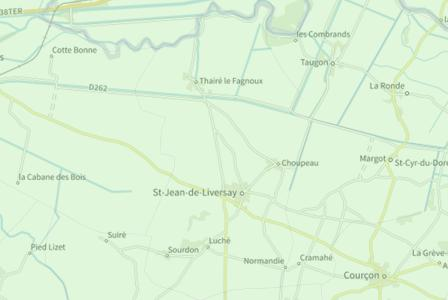 38TER
les Combrands
Cotte Bonne
Taugon
Thairé le Fagnoux
La Ronde
D262
Choupeau
Margot
St-Cyr-du-Dore
la Cabane des Bois
St-Jean-de-Liversay
Suiré
Luché
Pied Lizet
Sourdon
La Grève-
Normandie
Cramahé
Courçon